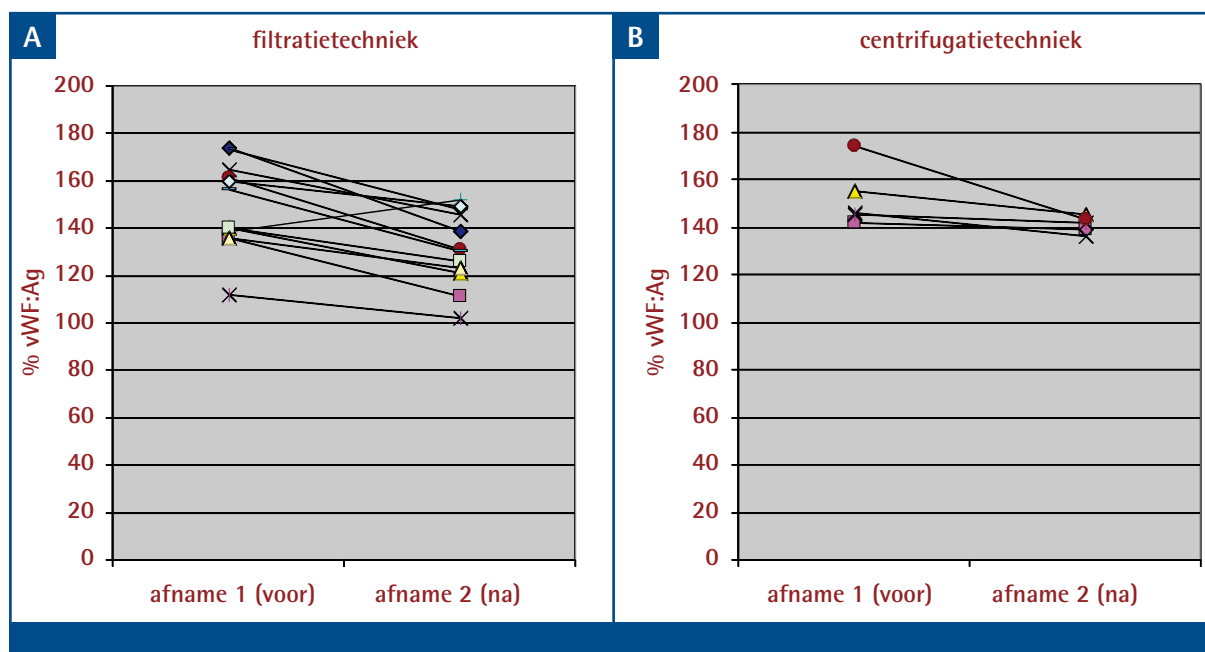 A
filtratietechniek
% vWF:Ag
200
180
160
140
120
100
80
60
40
20
0
afname 1 (voor)
afname 2 (na)
B
centrifugatietechniek
% vWF:Ag
200
180
160
140
120
100
80
60
40
20
0
afname 1 (voor)
afname 2 (na)